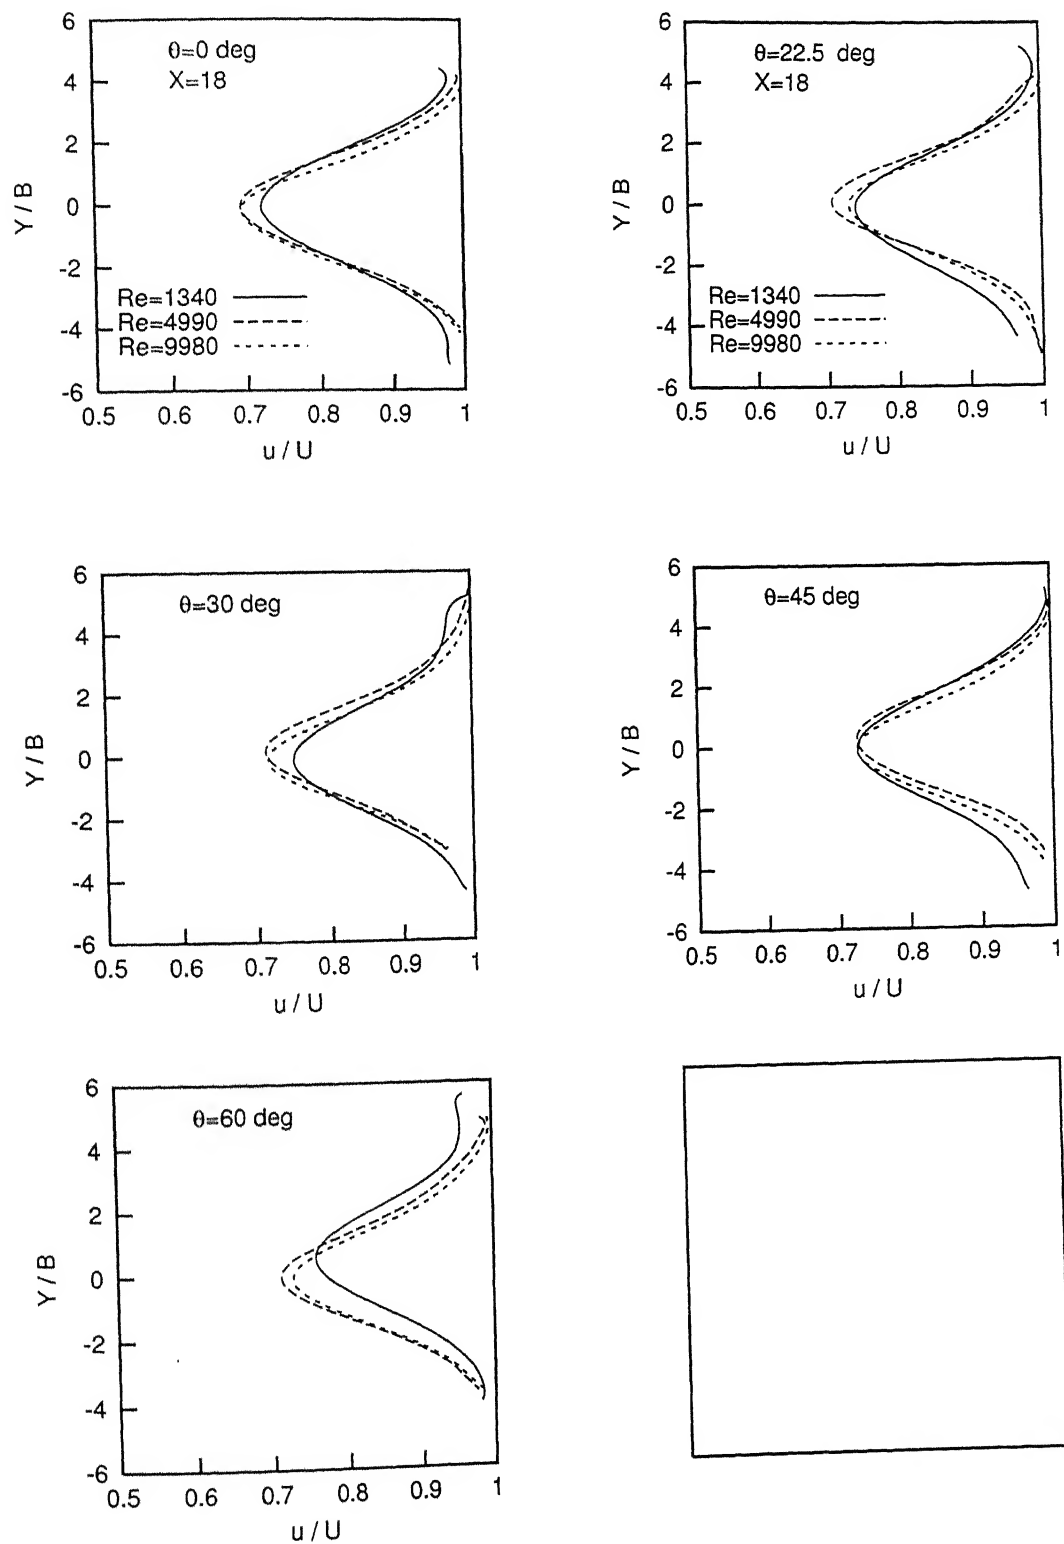 θ=0 deg
X=18
6
4
2
0
-2
-4
-6
Y / B
Re=1340
Re=4990
Re=9980
0.5 0.6 0.7 0.8 0.9 1
u / U
θ=22.5 deg
X=18
6
4
2
0
-2
-4
-6
Y / B
Re=1340
Re=4990
Re=9980
0.5 0.6 0.7 0.8 0.9 1
u / U
θ=30 deg
6
4
2
0
-2
-4
-6
Y / B
0.5 0.6 0.7 0.8 0.9 1
u / U
θ=45 deg
6
4
2
0
-2
-4
-6
Y / B
0.5 0.6 0.7 0.8 0.9 1
u / U
θ=60 deg
6
4
2
0
-2
-4
-6
Y / B
0.5 0.6 0.7 0.8 0.9 1
u / U